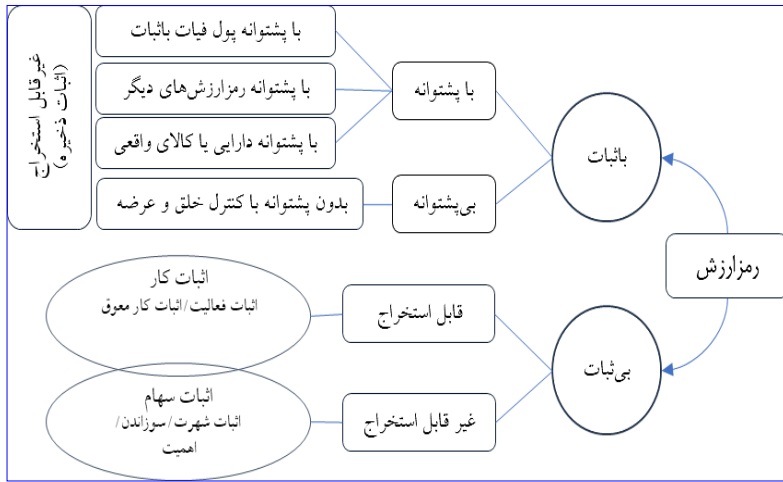 رمزارزش
باثبات
با پشتوانه
با پشتوانه پول فیات باثبات
با پشتوانه رمزارزش‌های دیگر
با پشتوانه دارایی یا کالای واقعی
بی‌پشتوانه
بدون پشتوانه با کنترل خلق و عرضه
غیرقابل استخراج
(اثبات ذخیره)
بی‌ثبات
قابل استخراج
اثبات کار
اثبات فعالیت/اثبات کار معوق
غیر قابل استخراج
اثبات سهام
اثبات شهرت/سوزاندن/
اهمیت